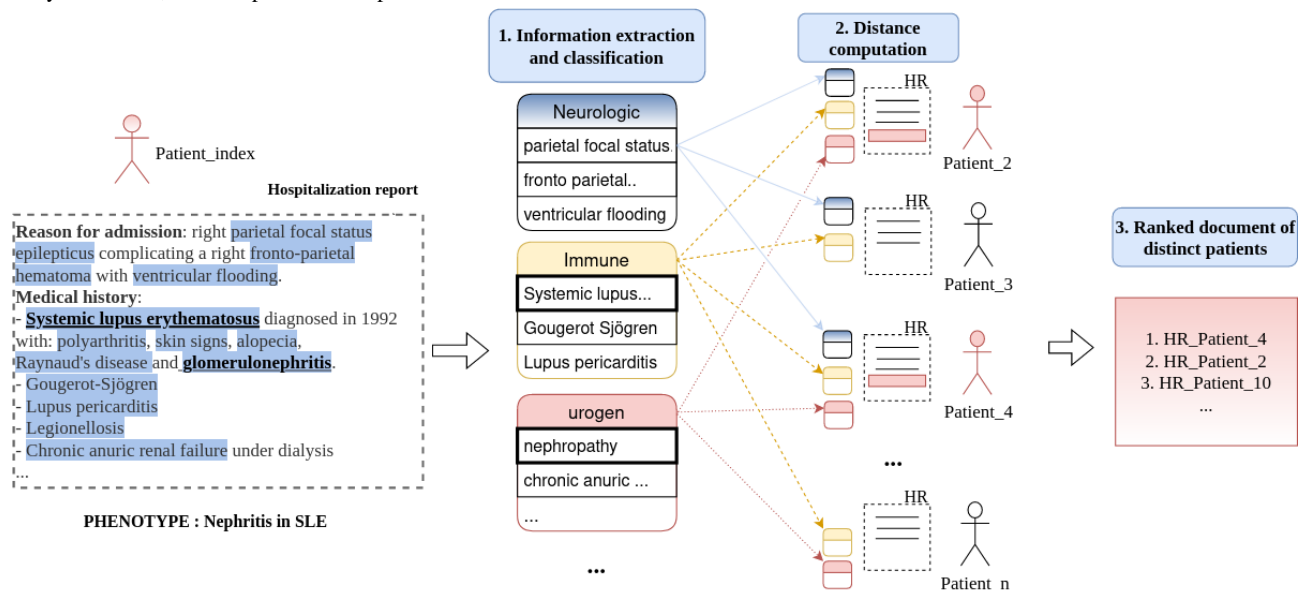 1. Information extraction
and classification
2. Distance
computation
Patient_index
Hospitalization report
Reason for admission: right parietal focal status
epilepticus complicating a right fronto-parietal
hematoma with ventricular flooding.
Medical history:
- Systemic lupus erythematosus diagnosed in 1992
with: polyarthritis, skin signs, alopecia,
Raynaud's disease and glomerulonephritis.
- Gougerot-Sjögren
- Lupus pericarditis
- Legionellosis
- Chronic anuric renal failure under dialysis
...
PHENOTYPE : Nephritis in SLE
Neurologic
parietal focal status
fronto parietal..
ventricular flooding
Immune
Systemic lupus...
Gougerot Sjögren
Lupus pericarditis
urogen
nephropathy
chronic anuric ...
...
...
HR
Patient_2
HR
Patient_3
HR
Patient_4
...
HR
Patient_n
3. Ranked document of
distinct patients
1. HR_Patient_4
2. HR_Patient_2
3. HR_Patient_10
...